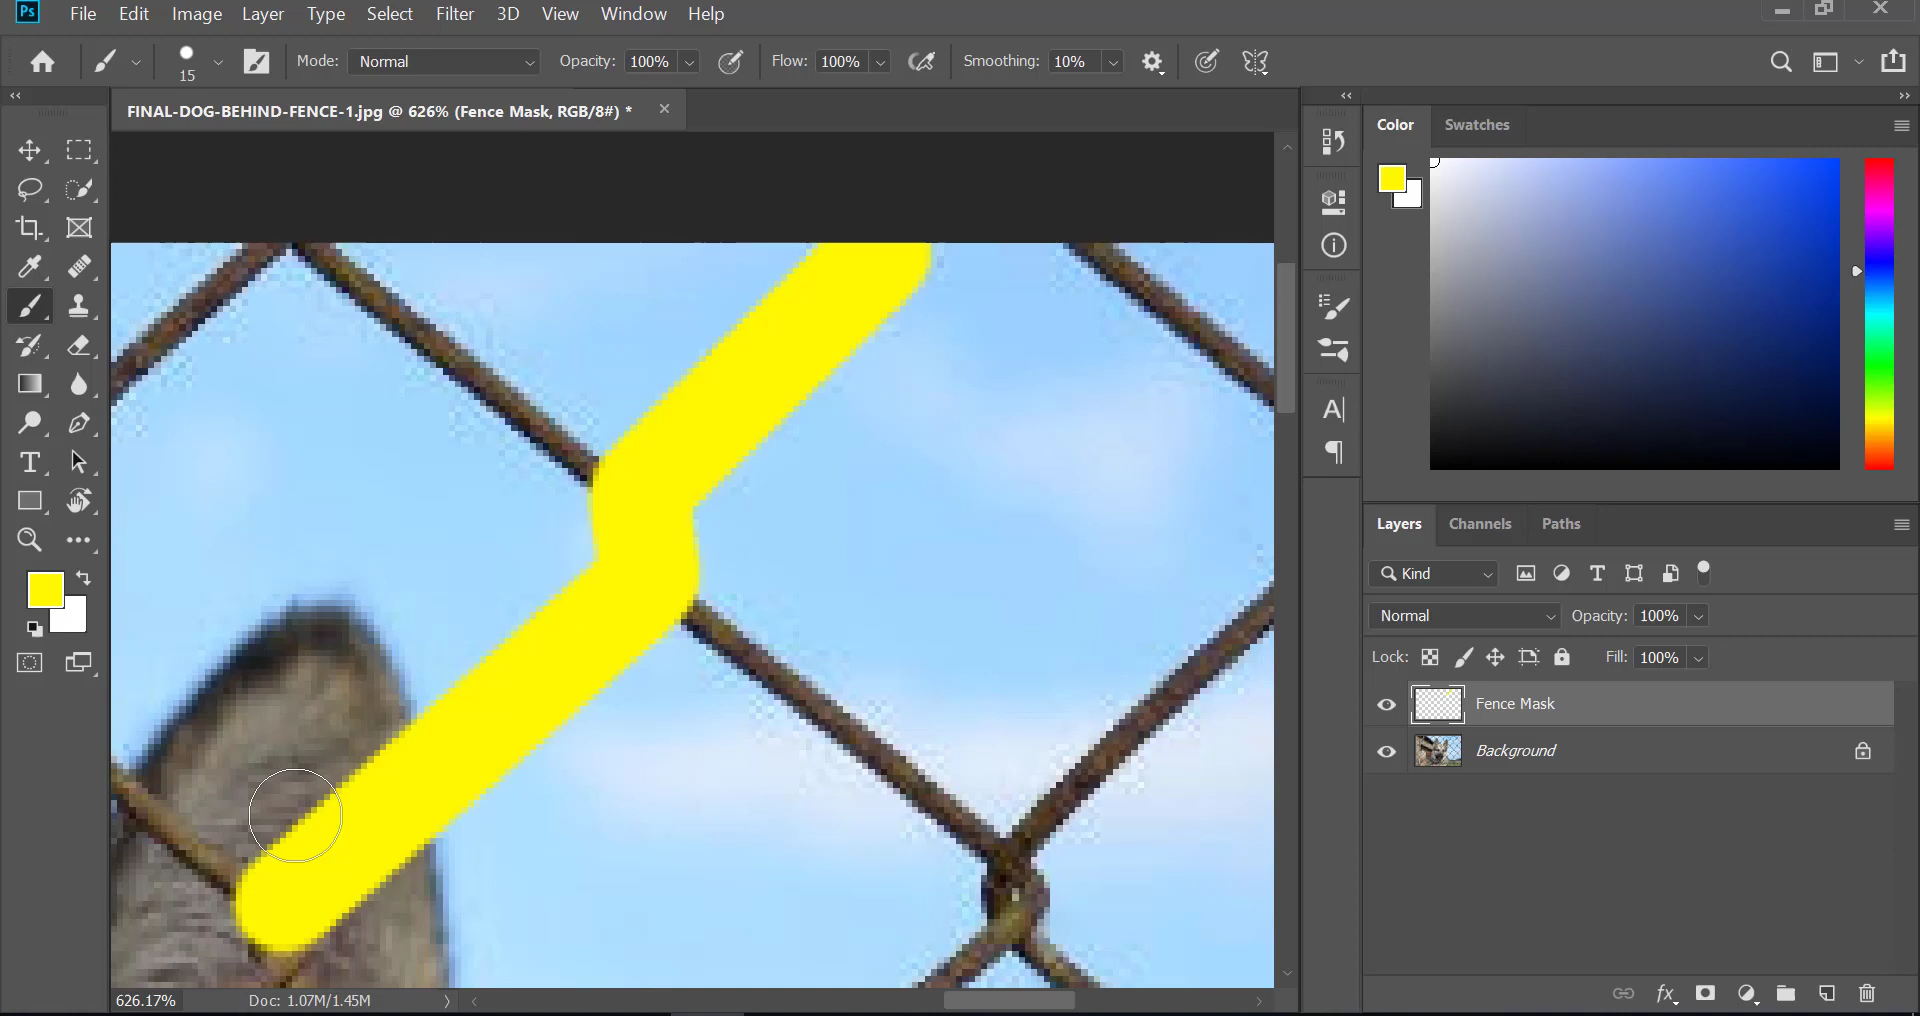 Ps File Edit Image Layer Type Select Filter 3D View Window Help
15 Mode: Normal Opacity: 100% Flow: 100% Smoothing: 10%
FINAL-DOG-BEHIND-FENCE-1.jpg @ 626% (Fence Mask, RGB/8#) *
Color Swatches
Layers Channels Paths
Kind
Normal Opacity: 100%
Lock: Fill: 100%
Fence Mask
Background
626.17% Doc: 1.07M/1.45M